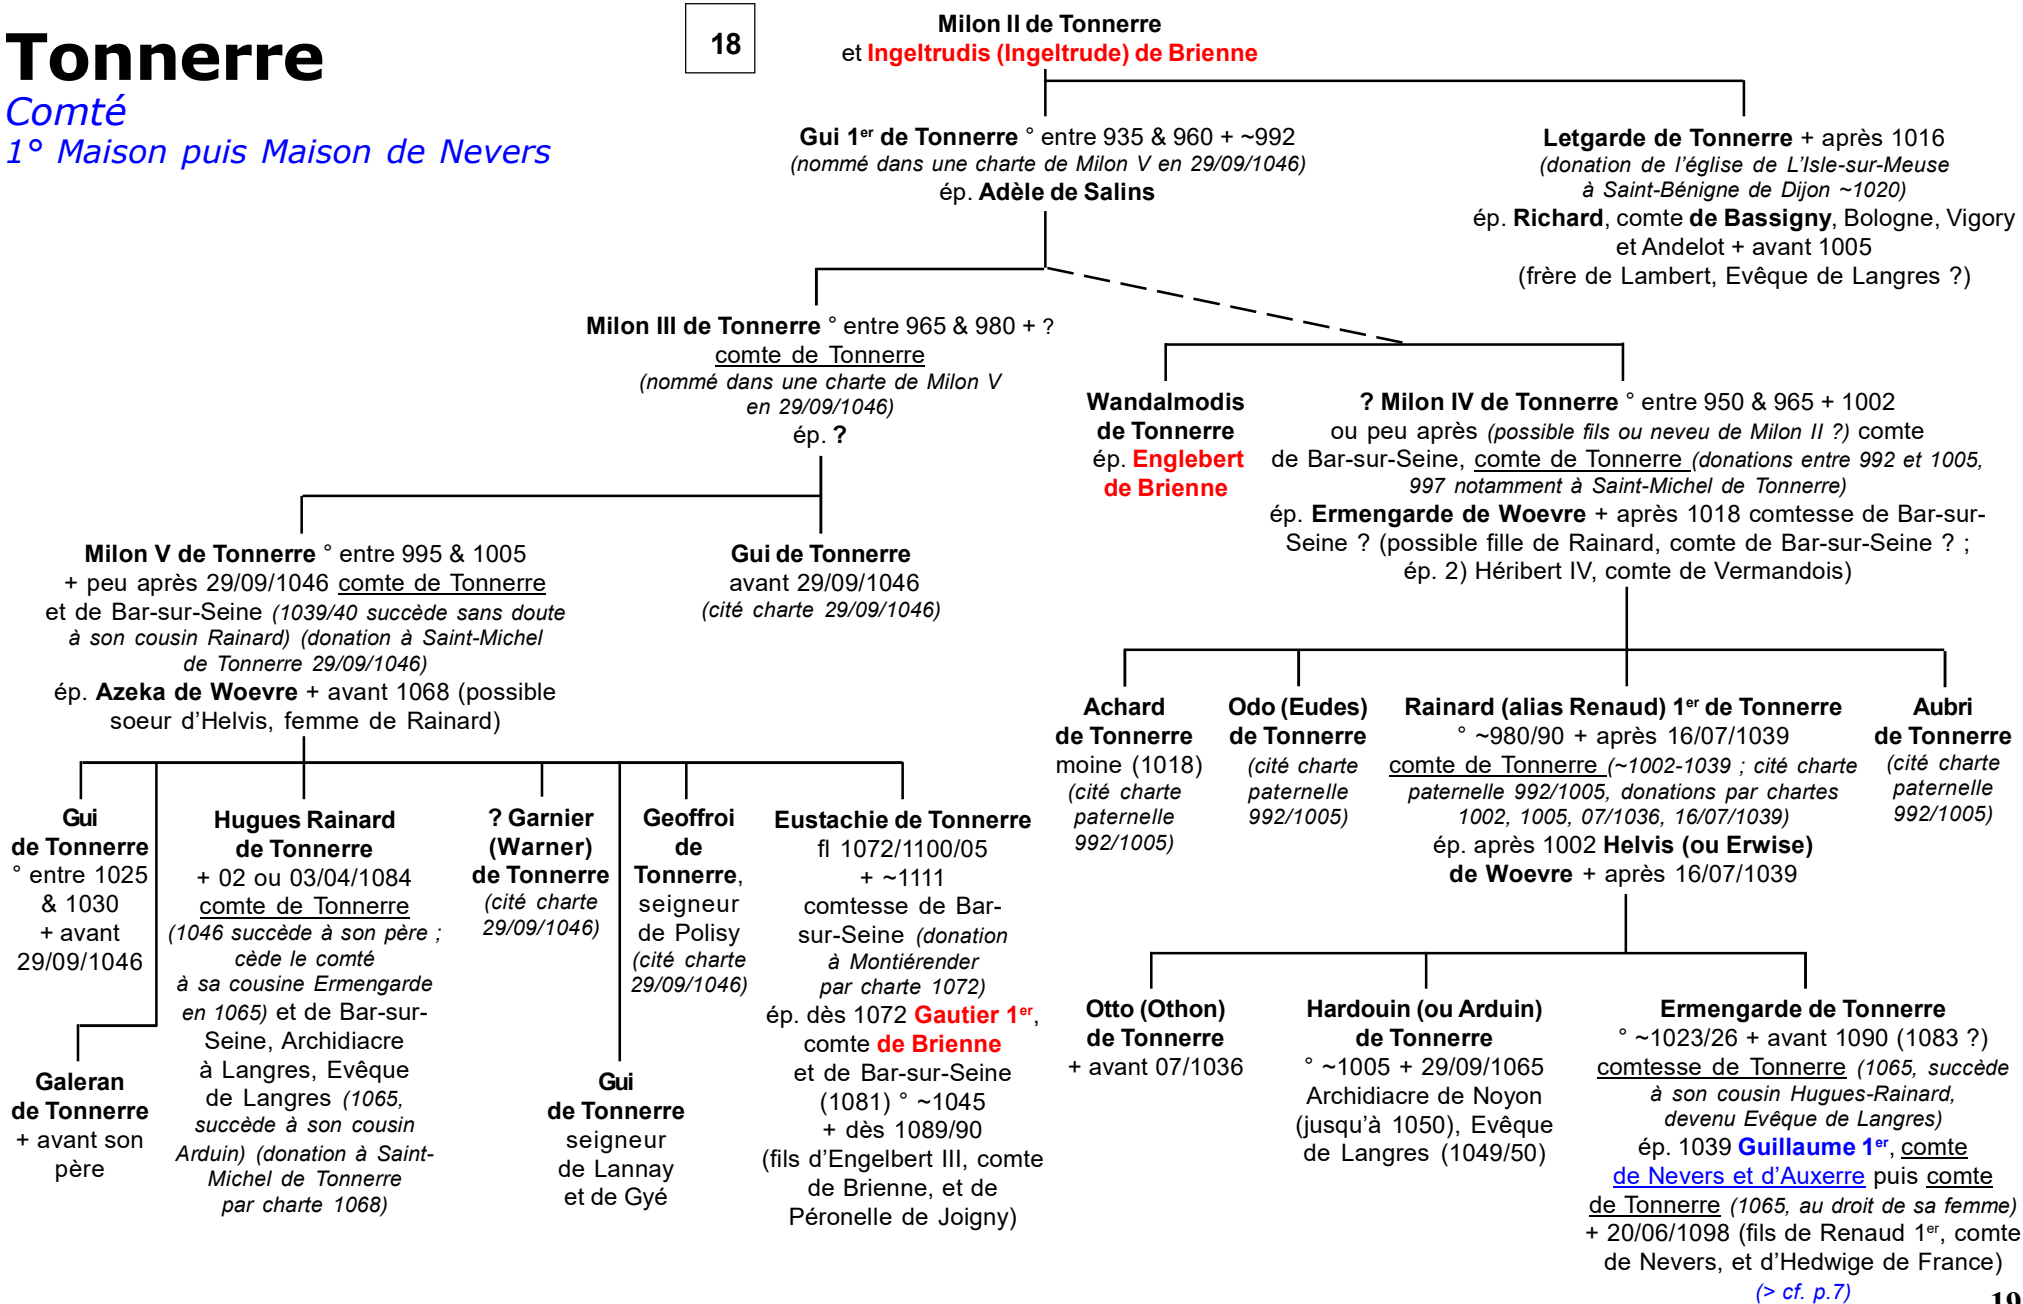 Tonnerre
Comté
1° Maison puis Maison de Nevers
18
Milon II de Tonnerre
et Ingeltrudis (Ingeltrude) de Brienne
Gui 1er de Tonnerre ° entre 935 & 960 + ~992
(nommé dans une charte de Milon V en 29/09/1046)
ép. Adèle de Salins
Letgarde de Tonnerre + après 1016
(donation de l'église de L'Isle-sur-Meuse
à Saint-Bénigne de Dijon ~1020)
ép. Richard, comte de Bassigny, Bologne, Vigory
et Andelot + avant 1005
(frère de Lambert, Evêque de Langres ?)
Milon III de Tonnerre ° entre 965 & 980 + ?
comte de Tonnerre
(nommé dans une charte de Milon V
en 29/09/1046)
ép. ?
Wandalmodis
de Tonnerre
ép. Englebert
de Brienne
? Milon IV de Tonnerre ° entre 950 & 965 + 1002
ou peu après (possible fils ou neveu de Milon II ?) comte
de Bar-sur-Seine, comte de Tonnerre (donations entre 992 et 1005,
997 notamment à Saint-Michel de Tonnerre)
ép. Ermengarde de Woevre + après 1018 comtesse de Bar-sur-
Seine ? (possible fille de Rainard, comte de Bar-sur-Seine ? ;
ép. 2) Héribert IV, comte de Vermandois)
Milon V de Tonnerre ° entre 995 & 1005
+ peu après 29/09/1046 comte de Tonnerre
et de Bar-sur-Seine (1039/40 succède sans doute
à son cousin Rainard) (donation à Saint-Michel
de Tonnerre 29/09/1046)
ép. Azeka de Woevre + avant 1068 (possible
soeur d'Helvis, femme de Rainard)
Gui de Tonnerre
avant 29/09/1046
(cité charte 29/09/1046)
Achard
de Tonnerre
moine (1018)
(cité charte
paternelle
992/1005)
Odo (Eudes)
de Tonnerre
(cité charte
paternelle
992/1005)
Rainard (alias Renaud) 1er de Tonnerre
° ~980/90 + après 16/07/1039
comte de Tonnerre (~1002-1039 ; cité charte
paternelle 992/1005, donations par chartes
1002, 1005, 07/1036, 16/07/1039)
ép. après 1002 Helvis (ou Erwise)
de Woevre + après 16/07/1039
Aubri
de Tonnerre
(cité charte
paternelle
992/1005)
Gui
de Tonnerre
° entre 1025
& 1030
+ avant
29/09/1046
Galeran
de Tonnerre
+ avant son
père
Hugues Rainard
de Tonnerre
+ 02 ou 03/04/1084
comte de Tonnerre
(1046 succède à son père ;
cède le comté
à sa cousine Ermengarde
en 1065) et de Bar-sur-
Seine, Archidiacre
à Langres, Evêque
de Langres (1065,
succède à son cousin
Arduin) (donation à Saint-
Michel de Tonnerre
par charte 1068)
? Garnier
(Warner)
de Tonnerre
(cité charte
29/09/1046)
Gui
de Tonnerre
seigneur
de Lannay
et de Gyé
Geoffroi
de
Tonnerre,
seigneur
de Polisy
(cité charte
29/09/1046)
Eustachie de Tonnerre
fl 1072/1100/05
+ ~1111
comtesse de Bar-
sur-Seine (donation
à Montiérender
par charte 1072)
ép. dès 1072 Gautier 1er,
comte de Brienne
et de Bar-sur-Seine
(1081) ° ~1045
+ dès 1089/90
(fils d'Engelbert III, comte
de Brienne, et de
Péronelle de Joigny)
Otto (Othon)
de Tonnerre
+ avant 07/1036
Hardouin (ou Arduin)
de Tonnerre
° ~1005 + 29/09/1065
Archidiacre de Noyon
(jusqu'à 1050), Evêque
de Langres (1049/50)
Ermengarde de Tonnerre
° ~1023/26 + avant 1090 (1083 ?)
comtesse de Tonnerre (1065, succède
à son cousin Hugues-Rainard,
devenu Evêque de Langres)
ép. 1039 Guillaume 1er, comte
de Nevers et d'Auxerre puis comte
de Tonnerre (1065, au droit de sa femme)
+ 20/06/1098 (fils de Renaud 1er, comte
de Nevers, et d'Hedwige de France)
(> cf. p.7)
19